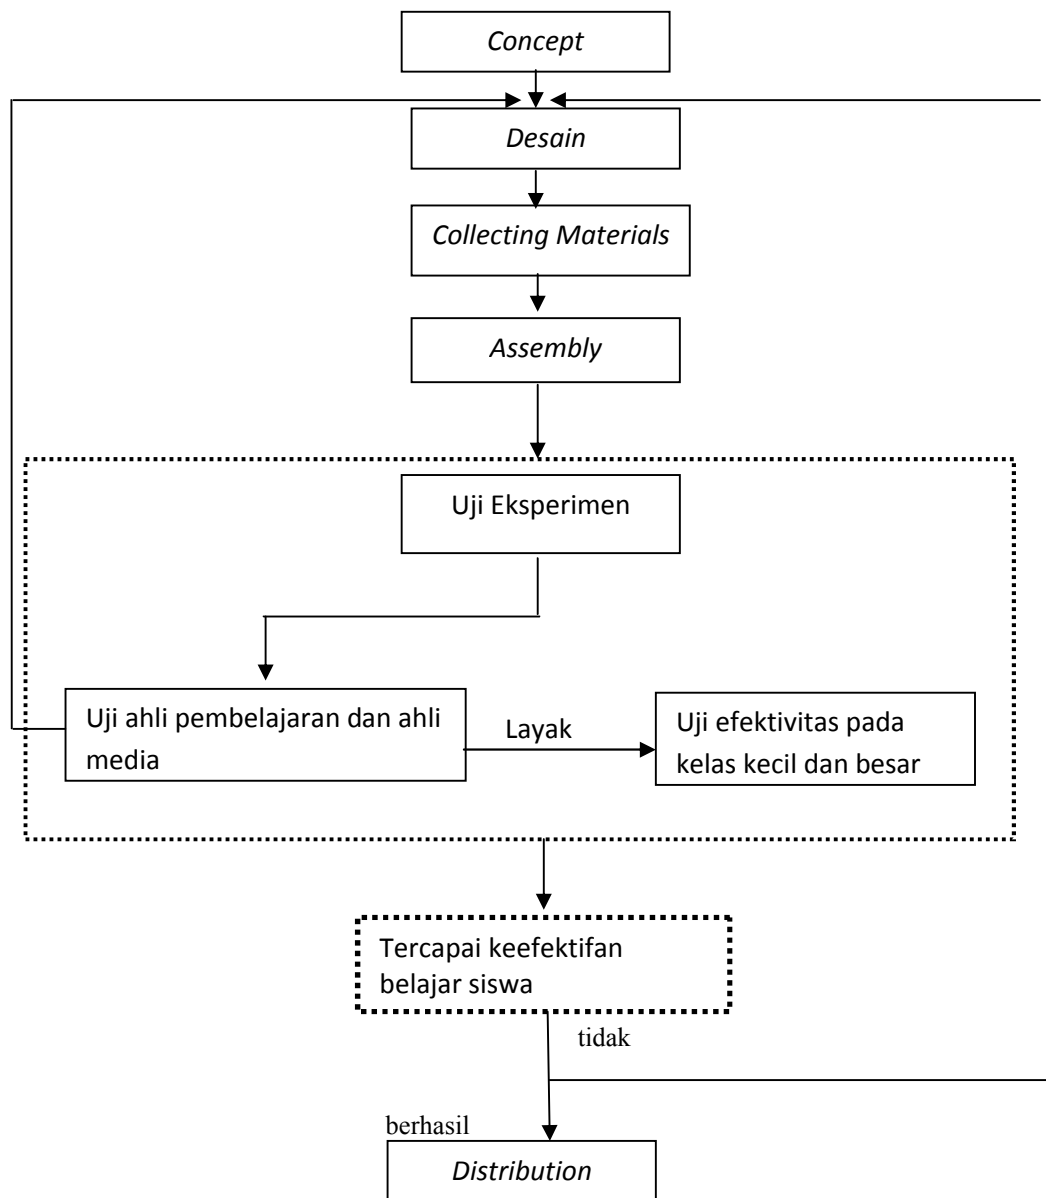 Concept
Desain
Collecting Materials
Assembly
Uji Eksperimen
Uji ahli pembelajaran dan ahli
media
Layak
Uji efektivitas pada
kelas kecil dan besar
Tercapai keefektifan
belajar siswa
tidak
berhasil
Distribution